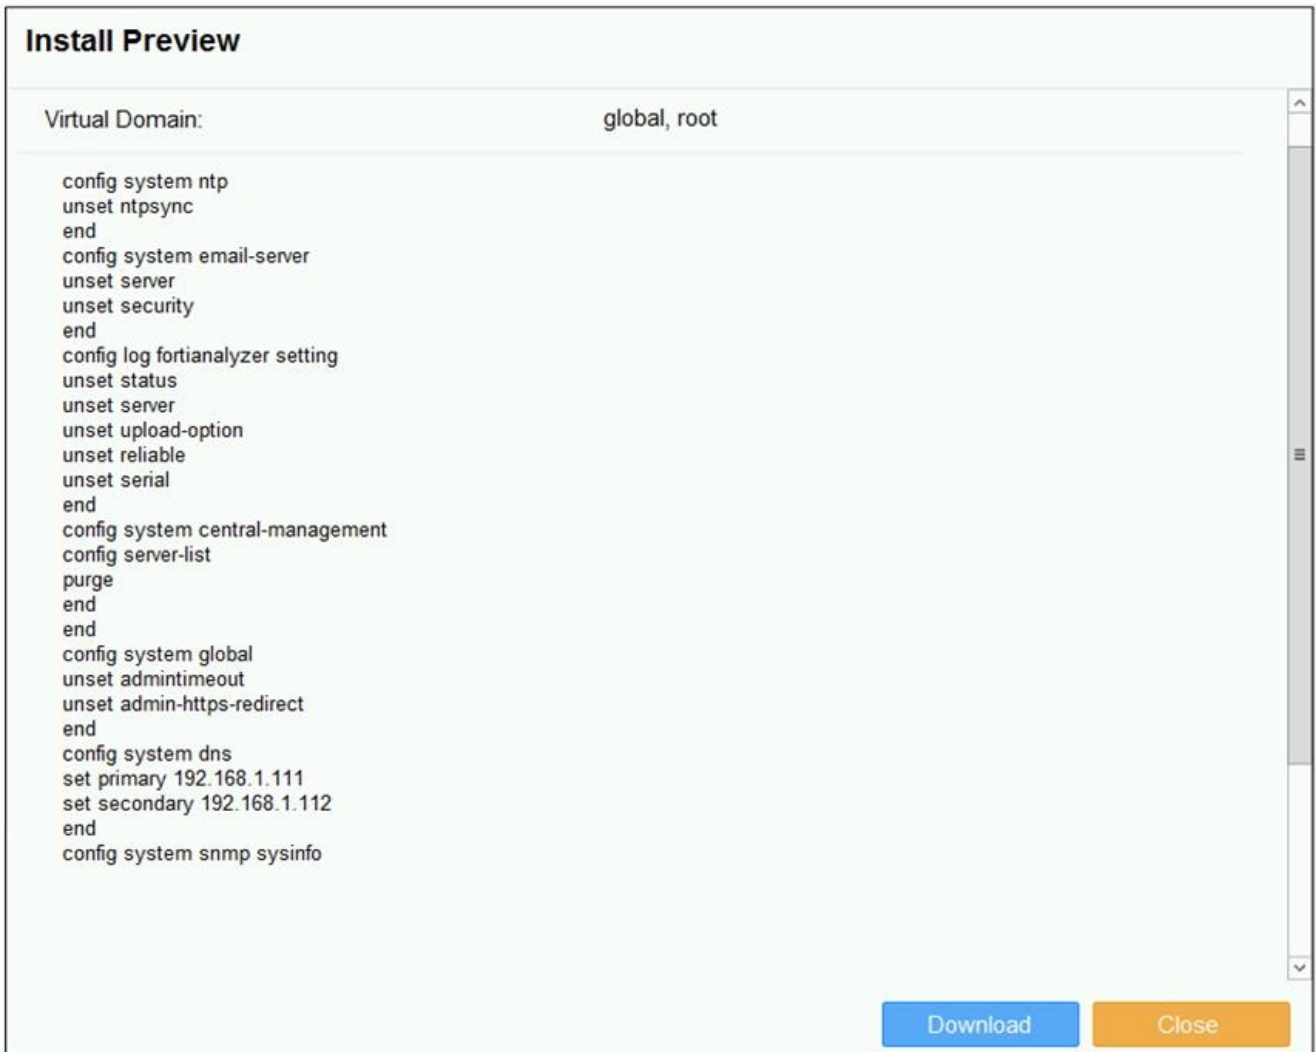 Install Preview
Virtual Domain: global, root
config system ntp
unset ntpsync
end
config system email-server
unset server
unset security
end
config log fortianalyzer setting
unset status
unset server
unset upload-option
unset reliable
unset serial
end
config system central-management
config server-list
purge
end
end
config system global
unset admintimeout
unset admin-https-redirect
end
config system dns
set primary 192.168.1.111
set secondary 192.168.1.112
end
config system snmp sysinfo
Download Close